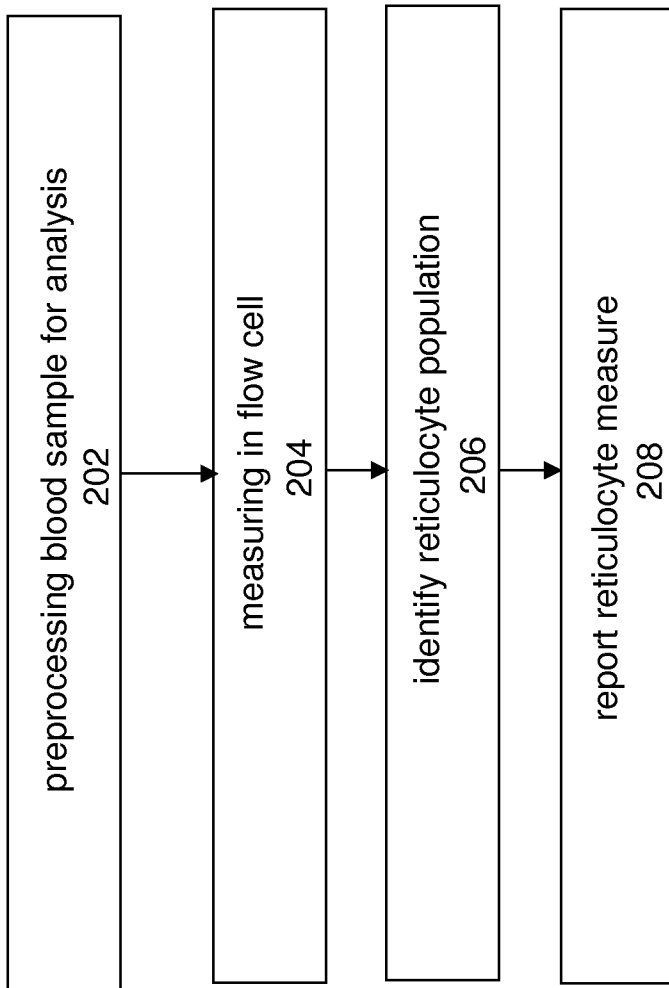 preprocessing blood sample for analysis
202
measuring in flow cell
204
identify reticulocyte population
206
report reticulocyte measure
208